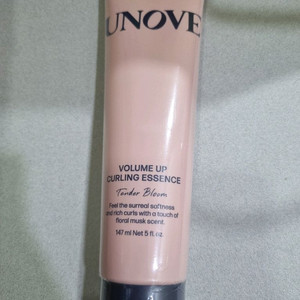 UNOVE
VOLUME UP
CURLING ESSENCE
Tender Bloom
Feel the surreal softness
and rich curls with a touch of
floral musk scent.
147 ml Net 5 fl. oz.